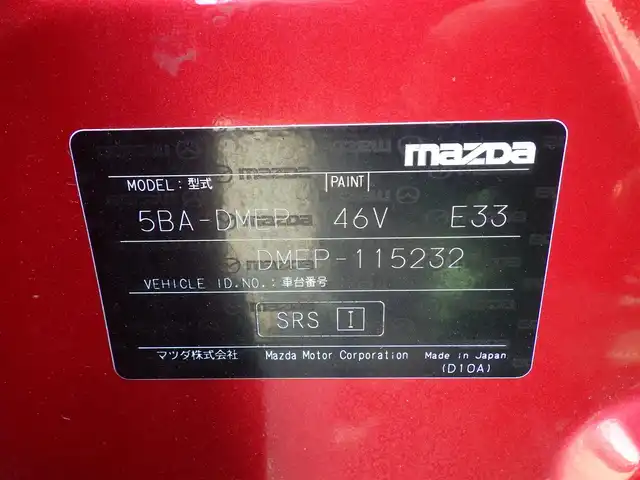 mazda
MODEL:型式 PAINT
5BA-DMEP 46V E33
DMEP-115232
VEHICLE ID.NO.:車台番号
SRS I
マツダ株式会社 Mazda Motor Corporation Made in Japan
(D10A)